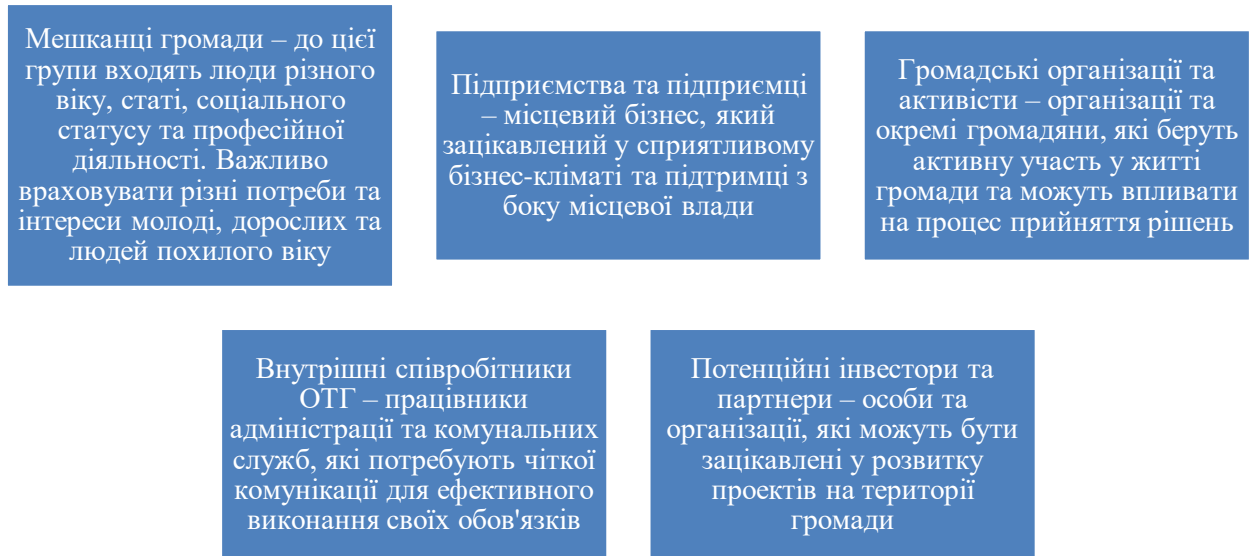 Мешканці громади – до цієї
групи входять люди різного
віку, статі, соціального
статусу та професійної
діяльності. Важливо
враховувати різні потреби та
інтереси молоді, дорослих та
людей похилого віку
Підприємства та підприємці
– місцевий бізнес, який
зацікавлений у сприятливому
бізнес-кліматі та підтримці з
боку місцевої влади
Громадські організації та
активісти – організації та
окремі громадяни, які беруть
активну участь у житті
громади та можуть впливати
на процес прийняття рішень
Внутрішні співробітники
ОТГ – працівники
адміністрації та комунальних
служб, які потребують чіткої
комунікації для ефективного
виконання своїх обов'язків
Потенційні інвестори та
партнери – особи та
організації, які можуть бути
зацікавлені у розвитку
проектів на території
громади